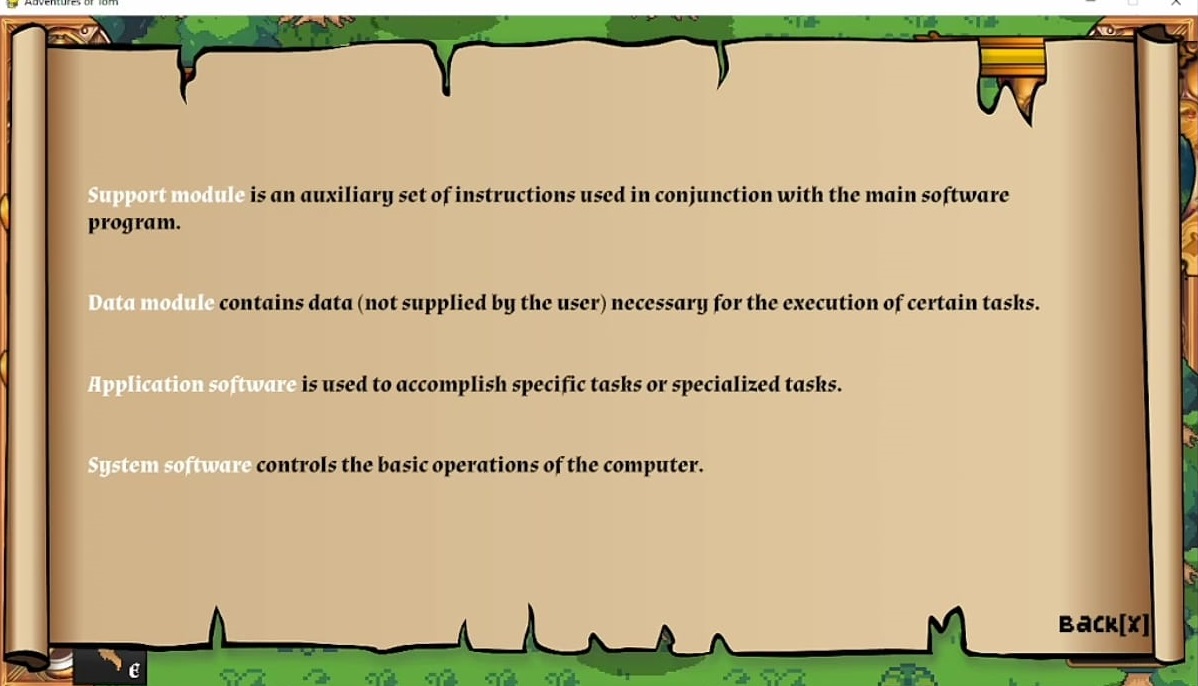 Adventures of Tom
Support module is an auxiliary set of instructions used in conjunction with the main software
program.
Data module contains data (not supplied by the user) necessary for the execution of certain tasks.
Application software is used to accomplish specific tasks or specialized tasks.
System software controls the basic operations of the computer.
Back[X]
E